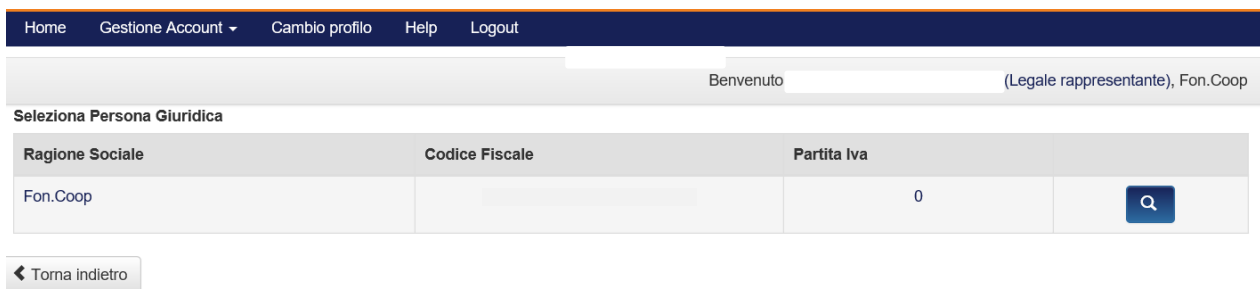 Home Gestione Account Cambio profilo Help Logout
Benvenuto (Legale rappresentante), Fon.Coop
Seleziona Persona Giuridica
Ragione Sociale Codice Fiscale Partita Iva
Fon.Coop 0
Torna indietro